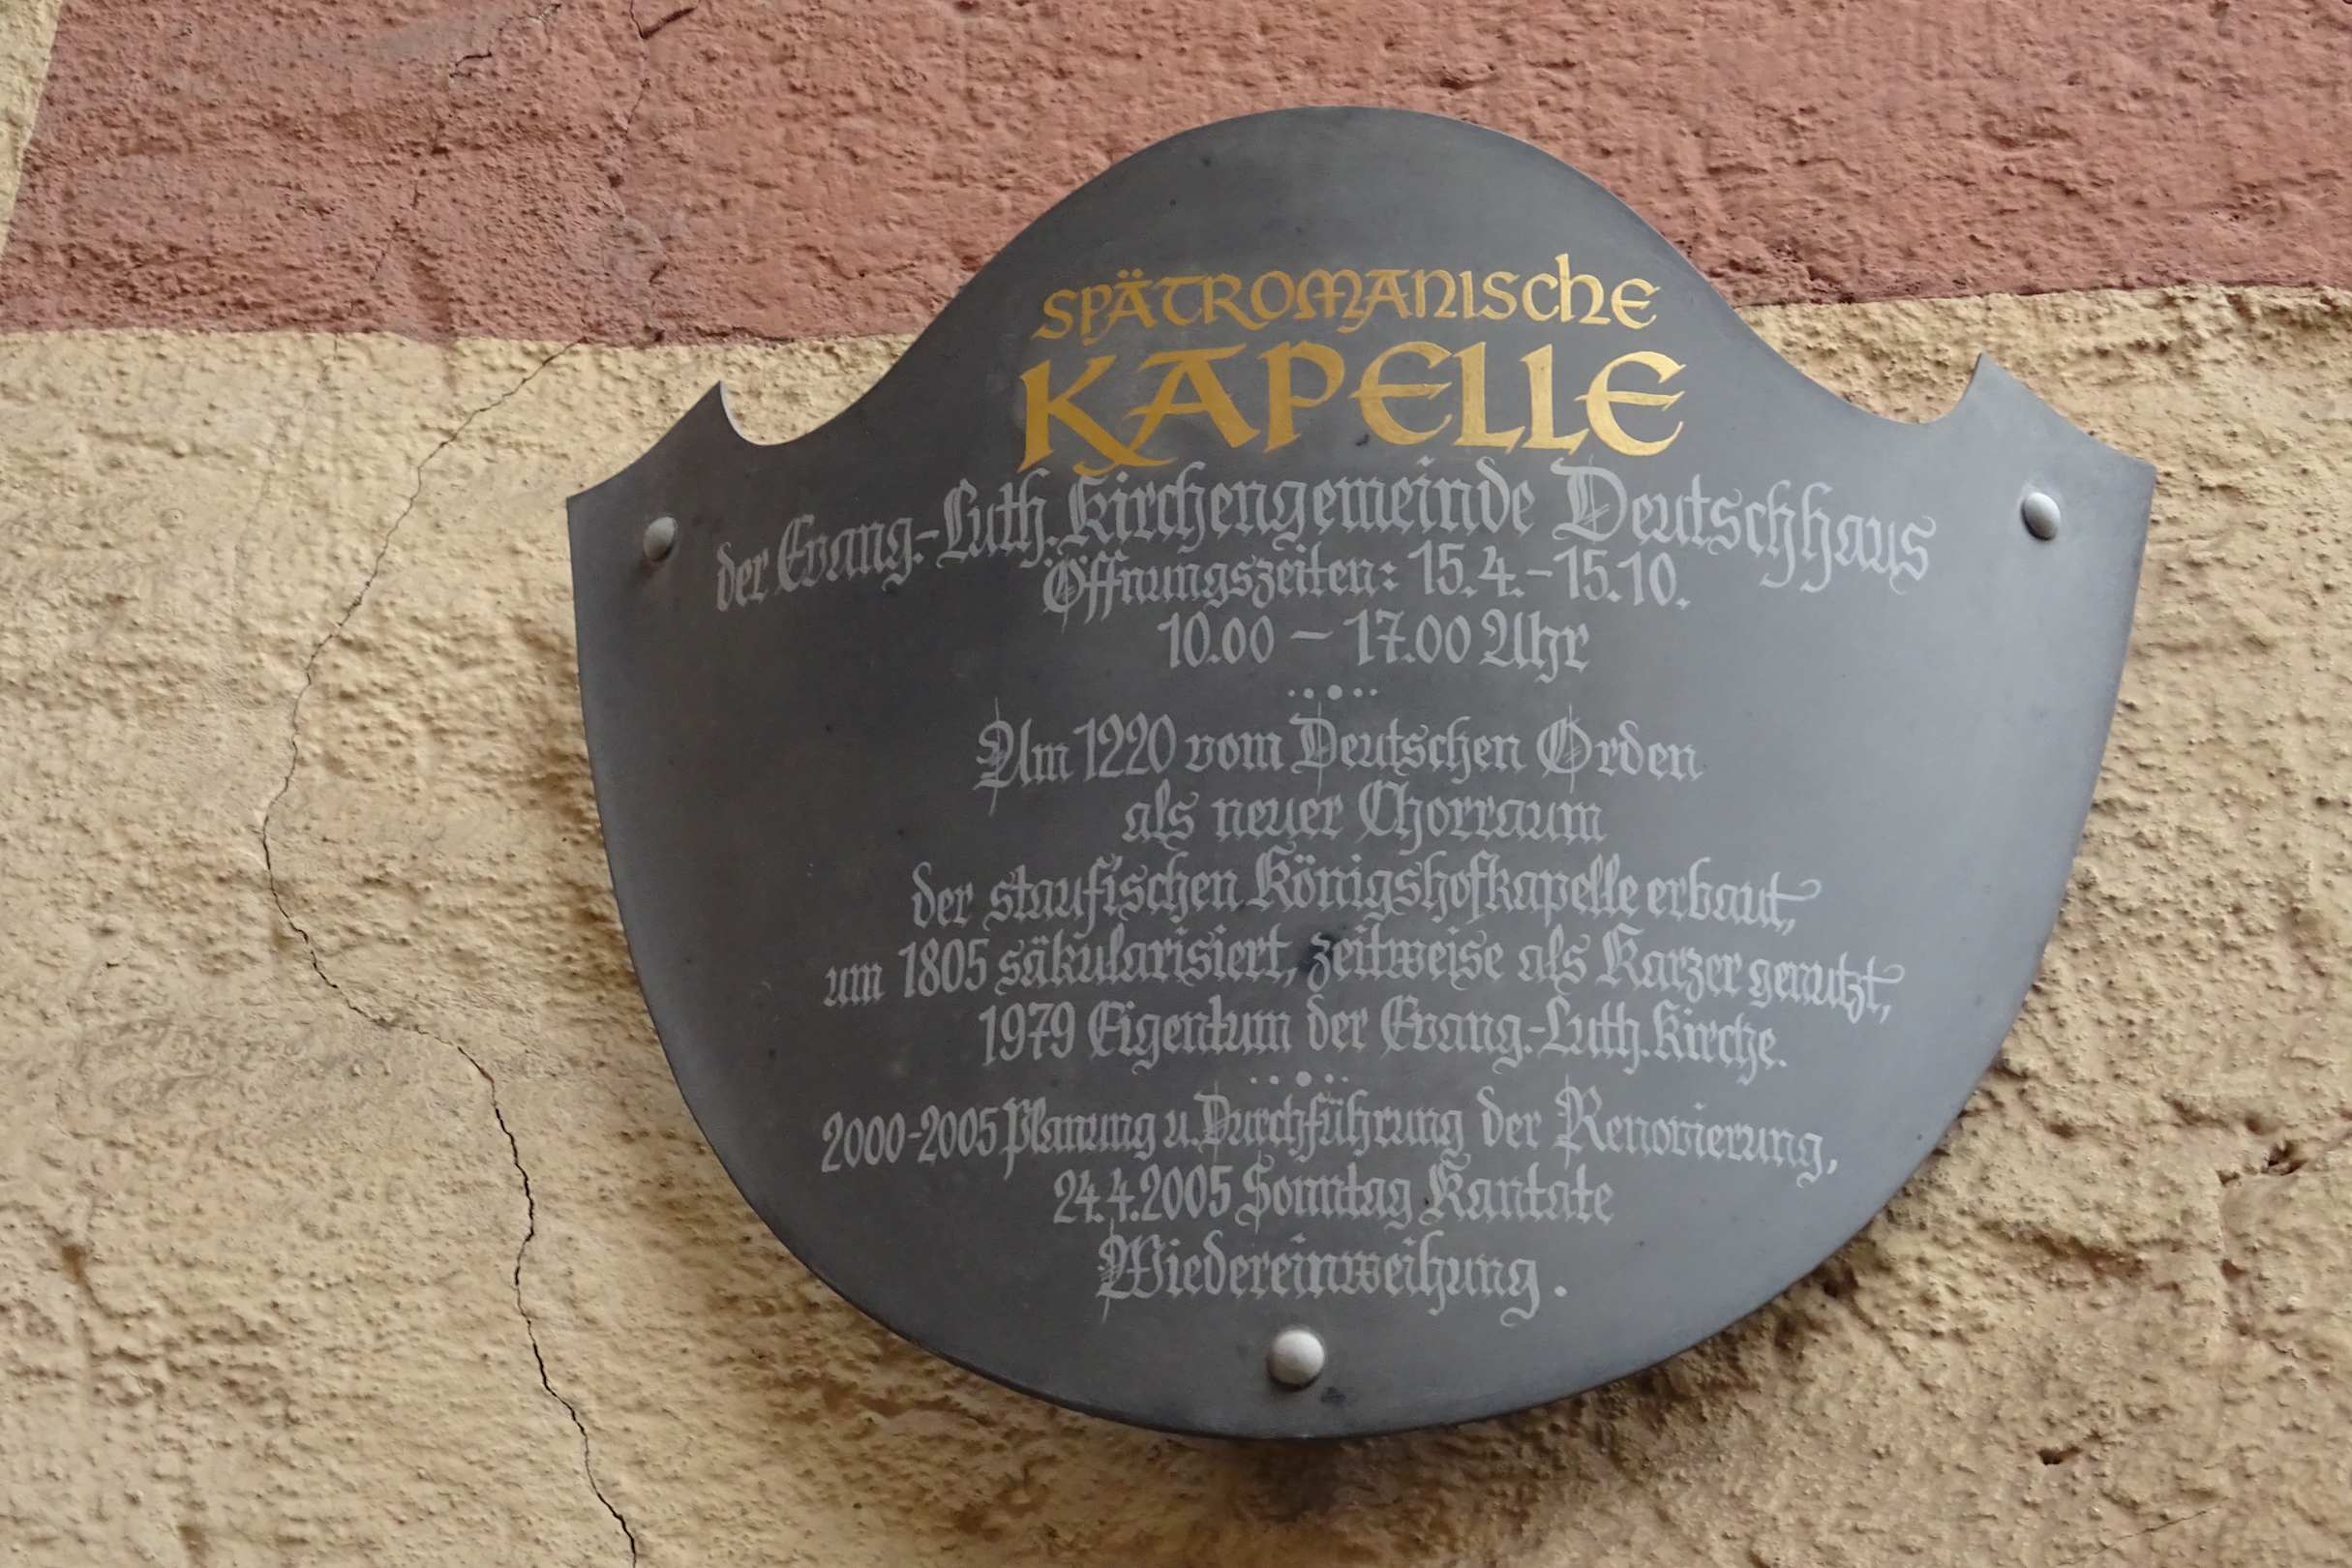 SPÄTROMANISCHE
KAPELLE
der Evang.-Luth. Kirchengemeinde Deutschhaus
Öffnungszeiten: 15.4.-15.10.
10.00 – 17.00 Uhr
Um 1220 vom Deutschen Orden
als neuer Chorraum
der staufischen Königshofkapelle erbaut,
um 1805 säkularisiert, zeitweise als Karzer genutzt,
1979 Eigentum der Evang.-Luth. Kirche.
2000-2005 Planung u. Durchführung der Renovierung,
24.4.2005 Sonntag Kantate
Wiedereinweihung.